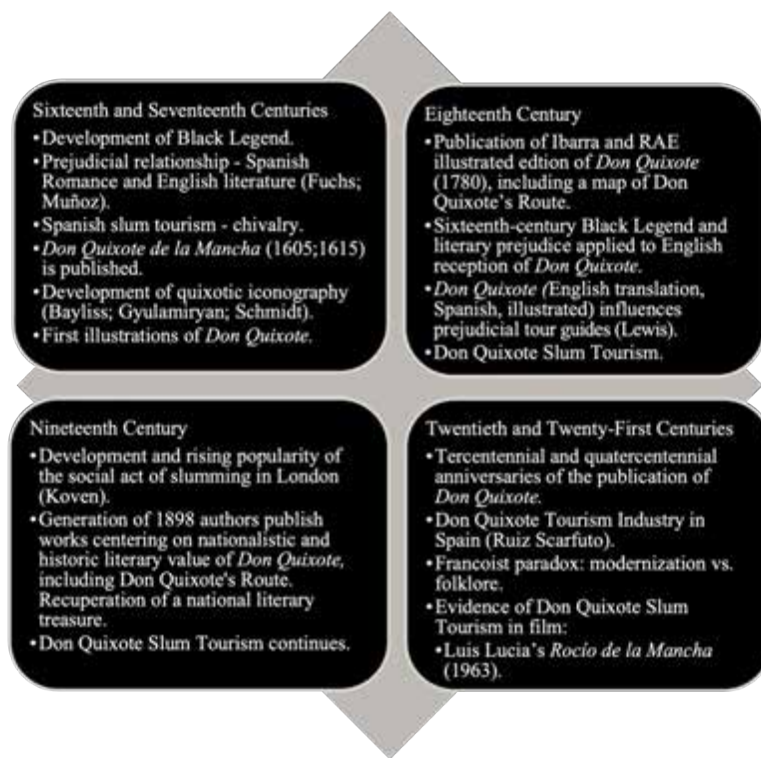 Sixteenth and Seventeenth Centuries
•Development of Black Legend.
•Prejudicial relationship - Spanish
Romance and English literature (Fuchs;
Muñoz).
•Spanish slum tourism - chivalry.
•Don Quixote de la Mancha (1605;1615)
is published.
•Development of quixotic iconography
(Bayliss; Gyulamiryan; Schmidt).
•First illustrations of Don Quixote.
Eighteenth Century
•Publication of Ibarra and RAE
illustrated edtion of Don Quixote
(1780), including a map of Don
Quixote's Route.
•Sixteenth-century Black Legend and
literary prejudice applied to English
reception of Don Quixote.
•Don Quixote (English translation,
Spanish, illustrated) influences
prejudicial tour guides (Lewis).
•Don Quixote Slum Tourism.
Nineteenth Century
•Development and rising popularity of
the social act of slumming in London
(Koven).
•Generation of 1898 authors publish
works centering on nationalistic and
historic literary value of Don Quixote,
including Don Quixote's Route.
Recuperation of a national literary
treasure.
•Don Quixote Slum Tourism continues.
Twentieth and Twenty-First Centuries
•Tercentennial and quatercentennial
anniversaries of the publication of
Don Quixote.
•Don Quixote Tourism Industry in
Spain (Ruiz Scarfuto).
•Francoist paradox: modernization vs.
folklore.
•Evidence of Don Quixote Slum
Tourism in film:
•Luis Lucia's Rocío de la Mancha
(1963).